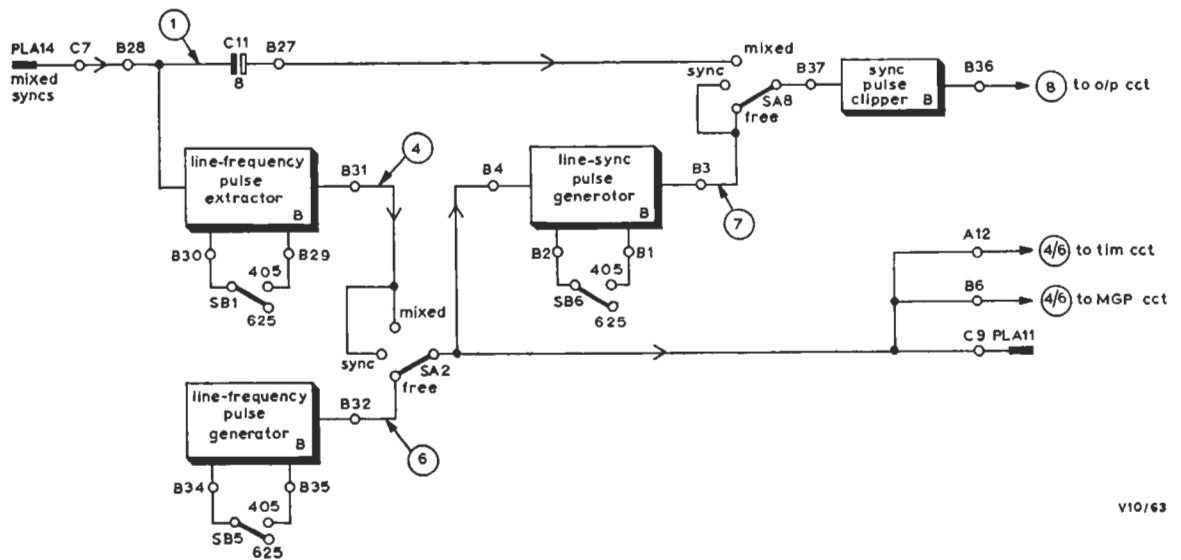 PLA14
mixed
syncs
C7
B28
1
C11
8
B27
mixed
sync
SA8
free
B37
sync
pulse
clipper
B
B36
8 to o/p cct
line-frequency
pulse
extractor
B
B31
4
B30
B29
SB1
405
625
B4
line-sync
pulse
generotor
B
B3
7
B2
B1
SB6
405
625
mixed
sync
SA2
free
A12
4/6 to tim cct
B6
4/6 to MGP cct
C9 PLA11
line-frequency
pulse
generator
B
B32
6
B34
B35
SB5
405
625
V10/63